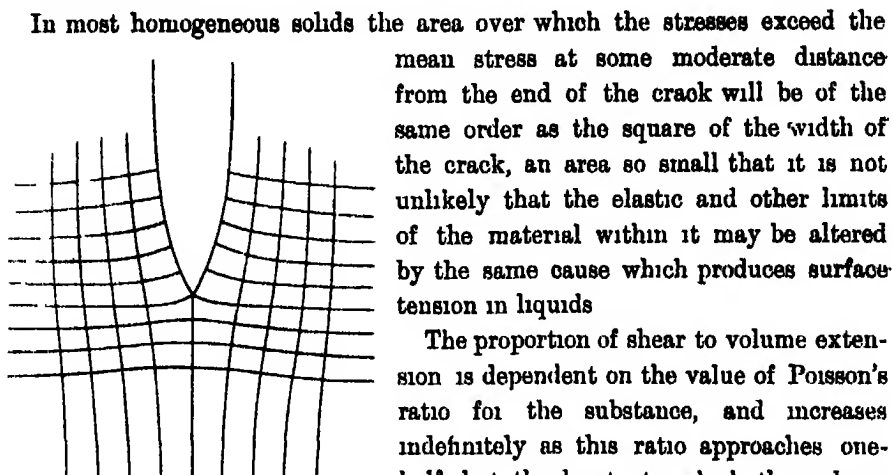 In most homogeneous solids the area over which the stresses exceed the
mean stress at some moderate distance
from the end of the crack will be of the
same order as the square of the width of
the crack, an area so small that it is not
unlikely that the elastic and other limits
of the material within it may be altered
by the same cause which produces surface-
tension in liquids
The proportion of shear to volume exten-
sion is dependent on the value of Poisson's
ratio for the substance, and increases
indefinitely as this ratio approaches one-